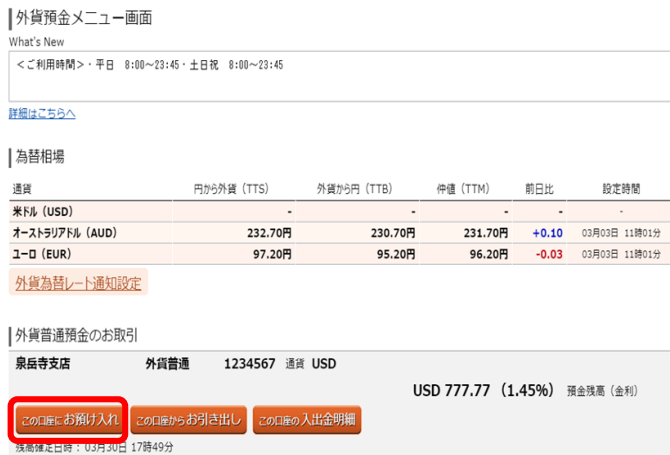 外貨預金メニュー画面
What's New
＜ご利用時間＞・平日　8:00～23:45・土日祝　8:00～23:45
詳細はこちらへ
為替相場
通貨 円から外貨（TTS） 外貨から円（TTB） 仲値（TTM） 前日比 設定時間
米ドル（USD） - - - - -
オーストラリアドル（AUD） 232.70円 230.70円 231.70円 +0.10 03月03日 11時01分
ユーロ（EUR） 97.20円 95.20円 96.20円 -0.03 03月03日 11時01分
外貨為替レート通知設定
外貨普通預金のお取引
泉岳寺支店 外貨普通 1234567 通貨 USD
USD 777.77（1.45%） 預金残高（金利）
この口座にお預け入れ この口座からお引き出し この口座の入出金明細
残高確定日時：03月30日 17時49分